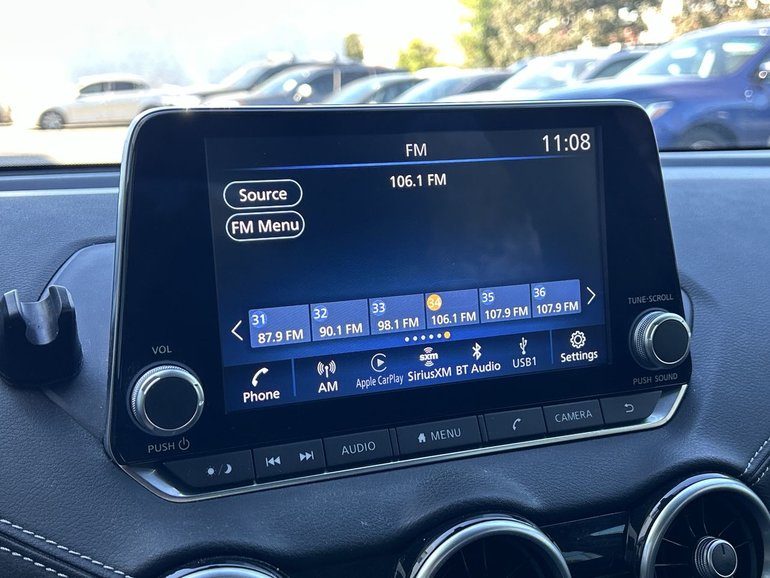 FM 11:08
106.1 FM
Source
FM Menu
31 32 33 34 35 36
87.9 FM 90.1 FM 98.1 FM 106.1 FM 107.9 FM 107.9 FM
Phone AM Apple CarPlay SiriusXM BT Audio USB1 Settings
sxm
VOL
PUSH
TUNE·SCROLL
PUSH SOUND
AUDIO MENU CAMERA